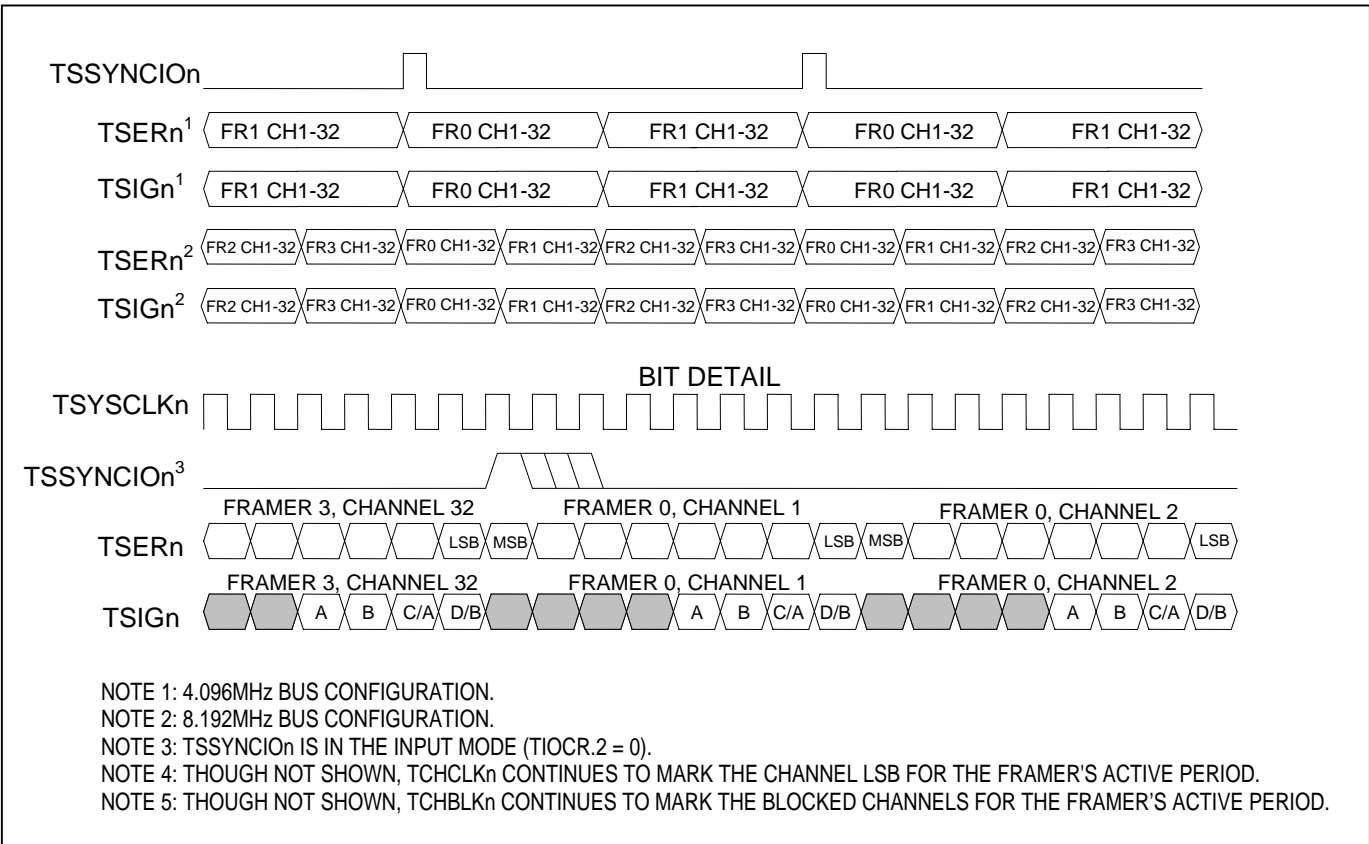 TSSYNCIOn
TSERn1 FR1 CH1-32 FR0 CH1-32 FR1 CH1-32 FR0 CH1-32 FR1 CH1-32
TSIGn1 FR1 CH1-32 FR0 CH1-32 FR1 CH1-32 FR0 CH1-32 FR1 CH1-32
TSERn2 FR2 CH1-32 FR3 CH1-32 FR0 CH1-32 FR1 CH1-32 FR2 CH1-32 FR3 CH1-32 FR0 CH1-32 FR1 CH1-32 FR2 CH1-32 FR3 CH1-32
TSIGn2 FR2 CH1-32 FR3 CH1-32 FR0 CH1-32 FR1 CH1-32 FR2 CH1-32 FR3 CH1-32 FR0 CH1-32 FR1 CH1-32 FR2 CH1-32 FR3 CH1-32
BIT DETAIL
TSYSCLKn
TSSYNCIOn3
FRAMER 3, CHANNEL 32 FRAMER 0, CHANNEL 1 FRAMER 0, CHANNEL 2
TSERn LSB MSB LSB MSB LSB
FRAMER 3, CHANNEL 32 FRAMER 0, CHANNEL 1 FRAMER 0, CHANNEL 2
TSIGn A B C/A D/B A B C/A D/B A B C/A D/B
NOTE 1: 4.096MHz BUS CONFIGURATION.
NOTE 2: 8.192MHz BUS CONFIGURATION.
NOTE 3: TSSYNCIOn IS IN THE INPUT MODE (TIOCR.2 = 0).
NOTE 4: THOUGH NOT SHOWN, TCHCLKn CONTINUES TO MARK THE CHANNEL LSB FOR THE FRAMER'S ACTIVE PERIOD.
NOTE 5: THOUGH NOT SHOWN, TCHBLKn CONTINUES TO MARK THE BLOCKED CHANNELS FOR THE FRAMER’S ACTIVE PERIOD.